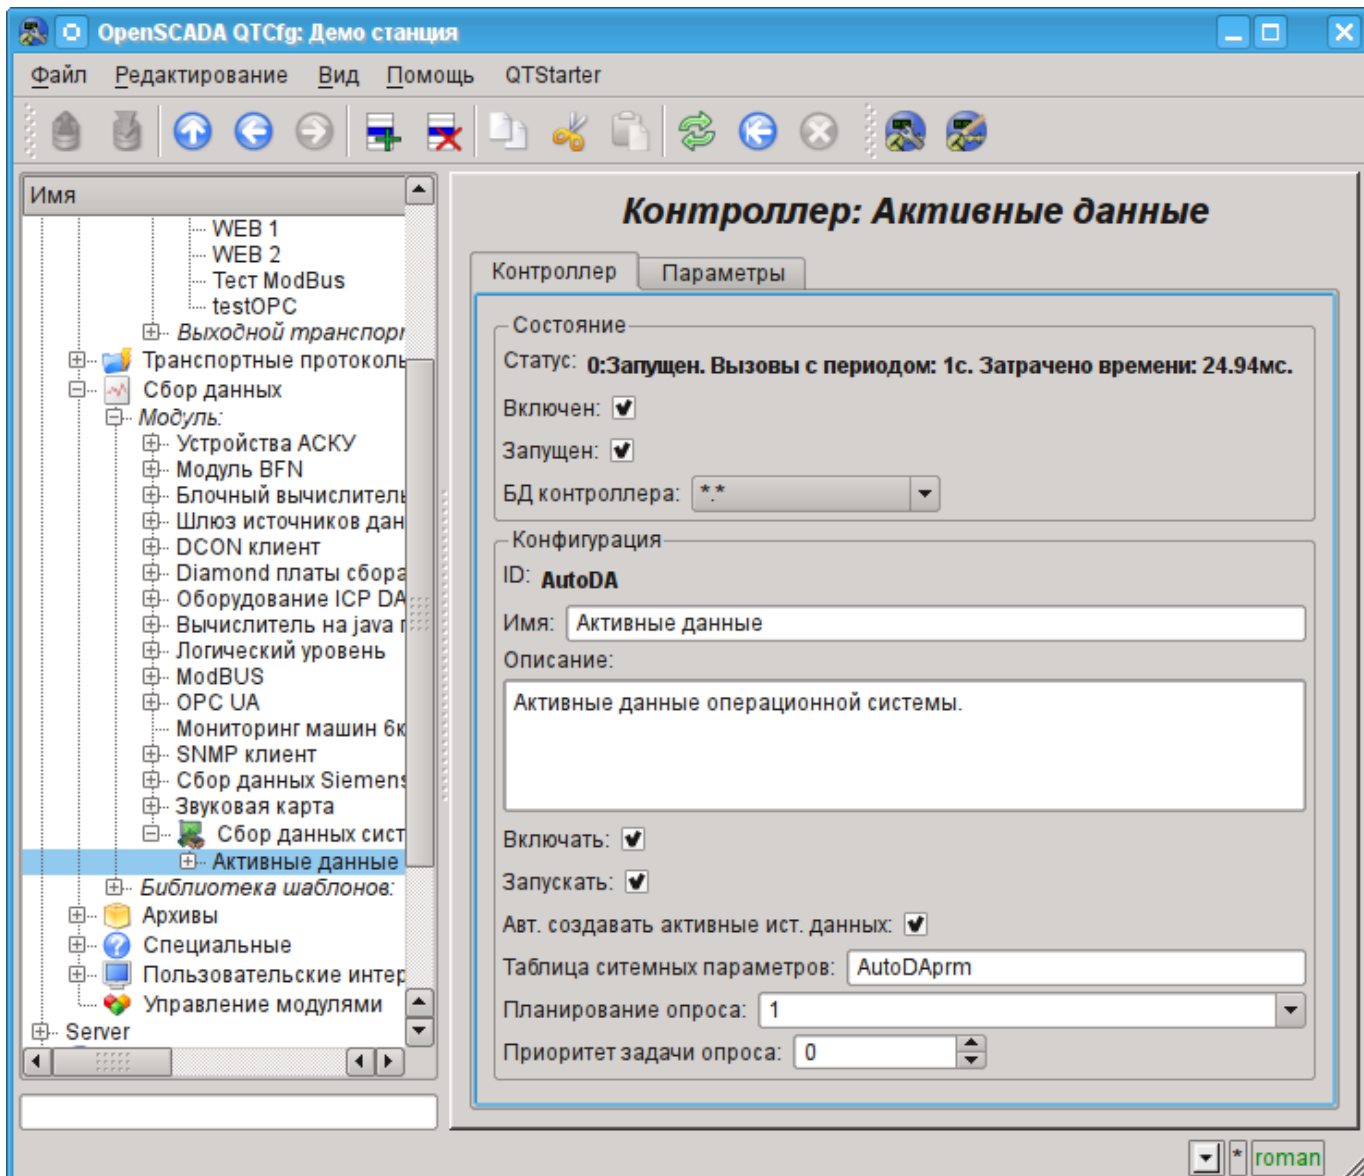 OpenSCADA QTCfg: Демо станция
Файл Редактирование Вид Помощь QTStarter
Имя
WEB 1
WEB 2
Тест ModBus
testOPC
Выходной транспорт
Транспортные протоколь
Сбор данных
Модуль:
Устройства АСКУ
Модуль BFN
Блочный вычислитель
Шлюз источников дан
DCON клиент
Diamond платы сбора
Оборудование ICP DA
Вычислитель на java п
Логический уровень
ModBUS
OPC UA
Мониторинг машин 6к
SNMP клиент
Сбор данных Siemens
Звуковая карта
Сбор данных сист
Активные данные
Библиотека шаблонов:
Архивы
Специальные
Пользовательские интер
Управление модулями
Server
Контроллер: Активные данные
Контроллер Параметры
Состояние
Статус: 0:Запущен. Вызовы с периодом: 1с. Затрачено времени: 24.94мс.
Включен:
Запущен:
БД контроллера: *.*
Конфигурация
ID: AutoDA
Имя: Активные данные
Описание:
Активные данные операционной системы.
Включать:
Запускать:
Авт. создавать активные ист. данных:
Таблица ситемных параметров: AutoDAprm
Планирование опроса: 1
Приоритет задачи опроса: 0
* roman